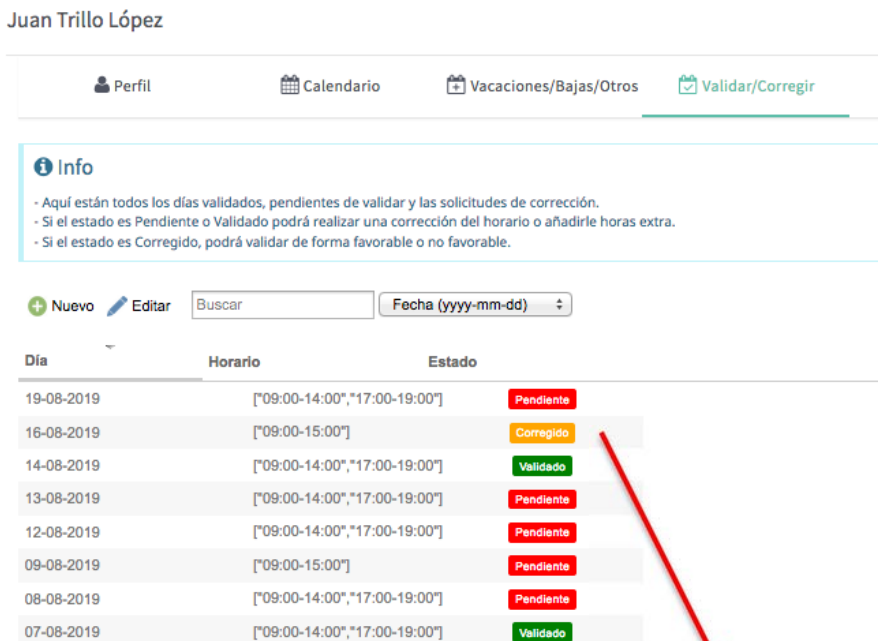 Juan Trillo López
Perfil Calendario Vacaciones/Bajas/Otros Validar/Corregir
Info
- Aquí están todos los días validados, pendientes de validar y las solicitudes de corrección.
- Si el estado es Pendiente o Validado podrá realizar una corrección del horario o añadirle horas extra.
- Si el estado es Corregido, podrá validar de forma favorable o no favorable.
Nuevo Editar Buscar Fecha (yyyy-mm-dd)
Día Horario Estado
19-08-2019 ["09:00-14:00","17:00-19:00"] Pendiente
16-08-2019 ["09:00-15:00"] Corregido
14-08-2019 ["09:00-14:00","17:00-19:00"] Validado
13-08-2019 ["09:00-14:00","17:00-19:00"] Pendiente
12-08-2019 ["09:00-14:00","17:00-19:00"] Pendiente
09-08-2019 ["09:00-15:00"] Pendiente
08-08-2019 ["09:00-14:00","17:00-19:00"] Pendiente
07-08-2019 ["09:00-14:00","17:00-19:00"] Validado